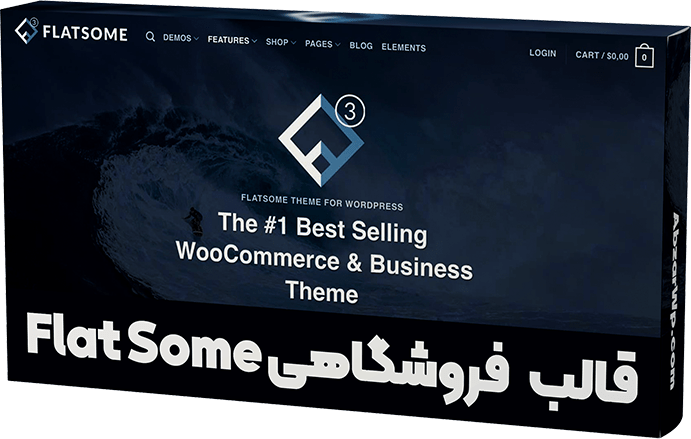 FLATSOME 3
DEMOS FEATURES SHOP PAGES BLOG ELEMENTS
LOGIN CART / $0,00 0
3
FLATSOME THEME FOR WORDPRESS
The #1 Best Selling
WooCommerce & Business
Theme
قالب فروشگاهی Flat Some
AbzarWp.com